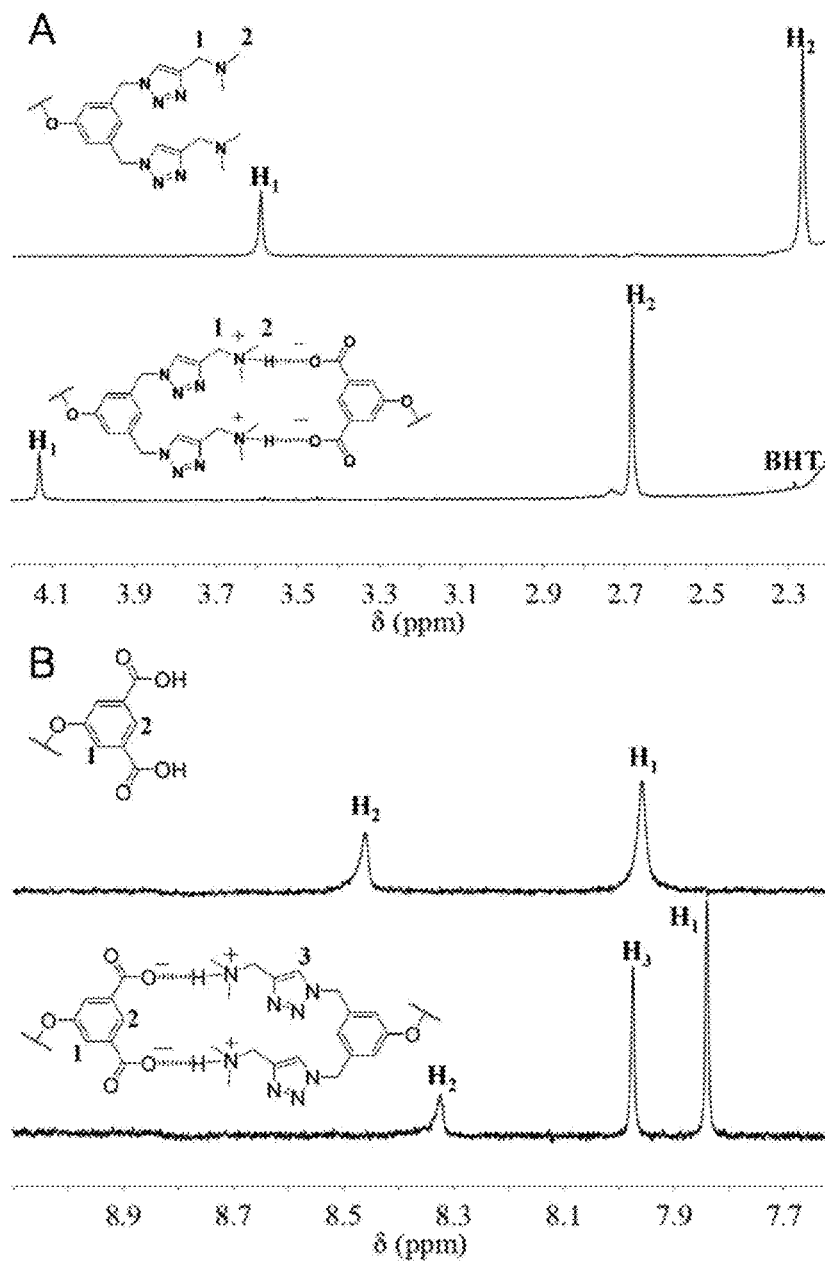 A
1 2
N
N
N N
O
N
N
N N
H₁
H₂
1 + 2 −
N H O O
N
N N
O
+ −
N H O
N O
N N
O
H₁
H₂
BHT
4.1 3.9 3.7 3.5 3.3 3.1 2.9 2.7 2.5 2.3
δ (ppm)
B
O
OH
O
2
1
OH
O
H₂
H₁
O − + 3
O H N
N
N N
O 2
1
− +
O H N
O
N
N N
O
H₂
H₃
H₁
8.9 8.7 8.5 8.3 8.1 7.9 7.7
δ (ppm)